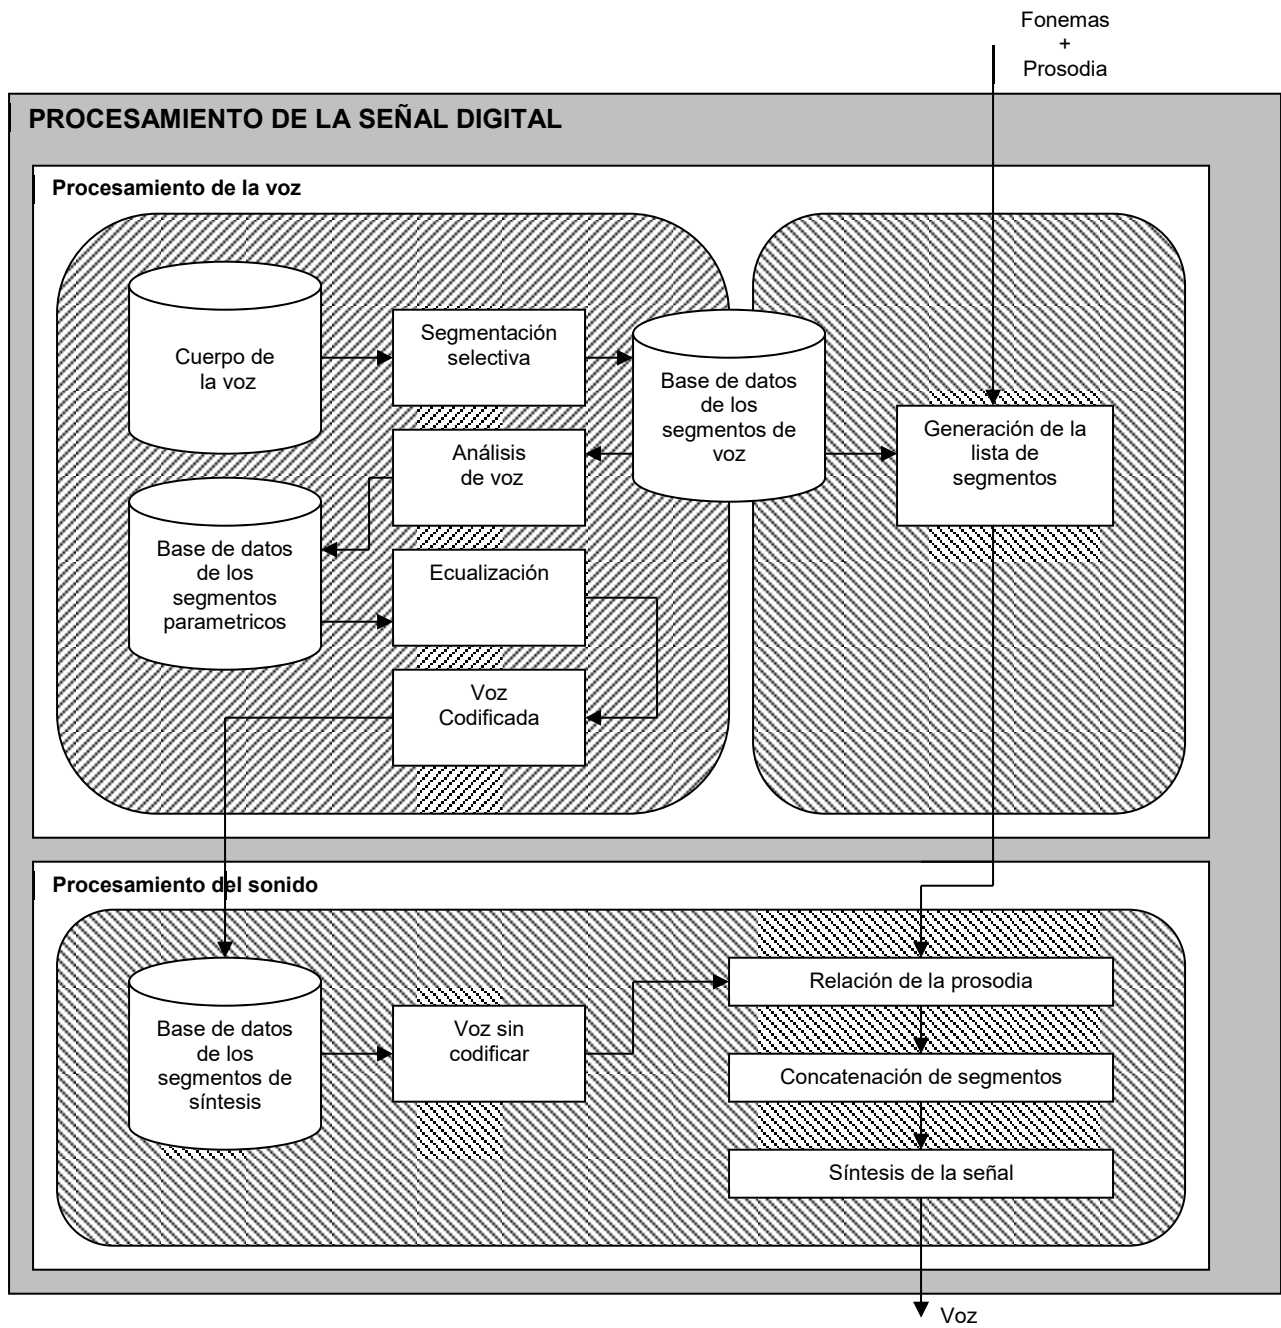 Fonemas
+
Prosodia
PROCESAMIENTO DE LA SEÑAL DIGITAL
Procesamiento de la voz
Cuerpo de
la voz
Segmentación
selectiva
Base de datos
de los
segmentos de
voz
Generación de la
lista de
segmentos
Análisis
de voz
Base de datos
de los
segmentos
parametricos
Ecualización
Voz
Codificada
Procesamiento del sonido
Base de datos
de los
segmentos de
síntesis
Voz sin
codificar
Relación de la prosodia
Concatenación de segmentos
Síntesis de la señal
Voz